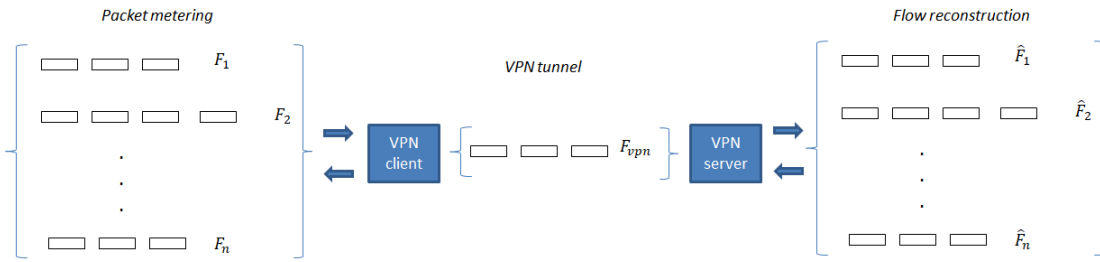 Packet metering
Flow reconstruction
VPN tunnel
F₁
F̂₁
F₂
F̂₂
VPN
client
Fᵥₚₙ
VPN
server
.
.
.
.
.
.
Fₙ
F̂ₙ